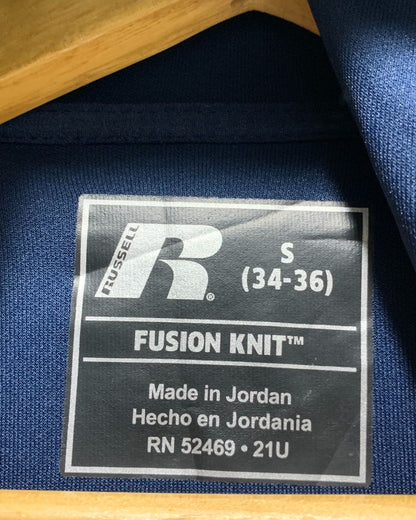 RUSSELL
R®
S
(34-36)
FUSION KNIT™
Made in Jordan
Hecho en Jordania
RN 52469 • 21U